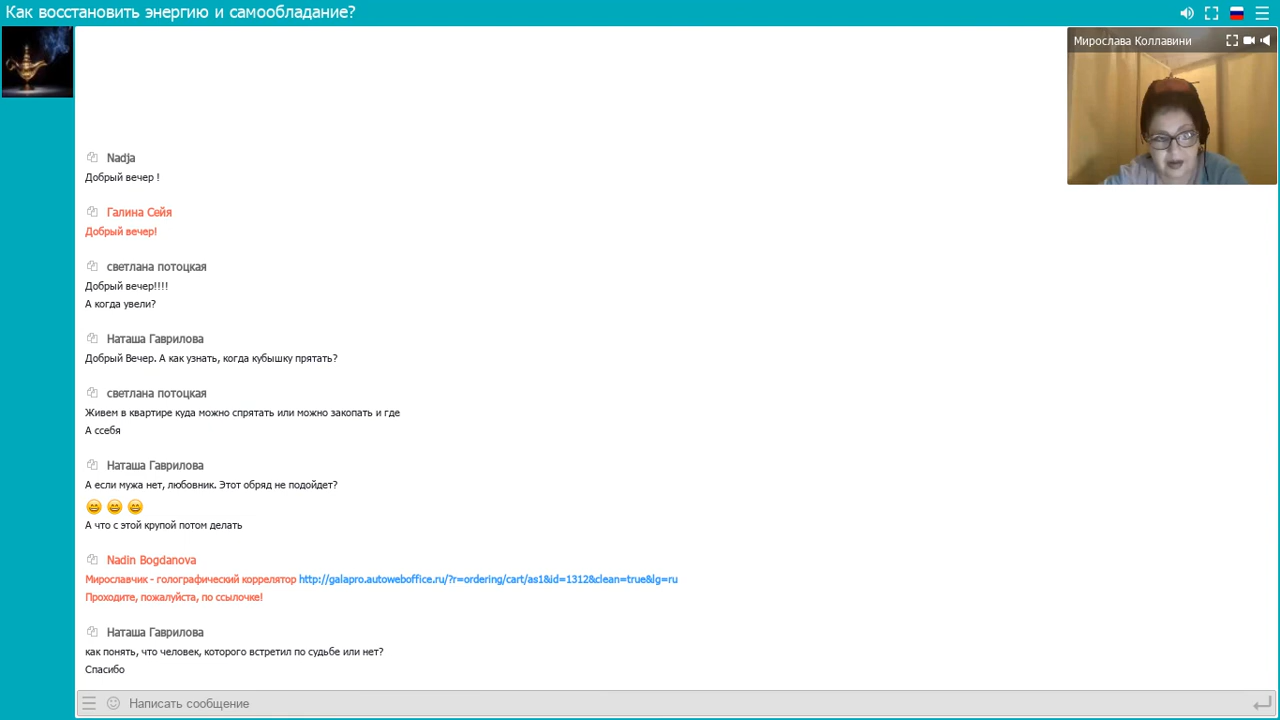 Как восстановить энергию и самообладание?
Мирослава Коллавини
Nadja
Добрый вечер !
Галина Сейя
Добрый вечер!
светлана потоцкая
Добрый вечер!!!!
А когда увели?
Наташа Гаврилова
Добрый Вечер. А как узнать, когда кубышку прятать?
светлана потоцкая
Живем в квартире куда можно спрятать или можно закопать и где
А ссебя
Наташа Гаврилова
А если мужа нет, любовник. Этот обряд не подойдет?
А что с этой крупой потом делать
Nadin Bogdanova
Мирославчик - голографический коррелятор http://galapro.autoweboffice.ru/?r=ordering/cart/as1&id=1312&clean=true&lg=ru
Проходите, пожалуйста, по ссылочке!
Наташа Гаврилова
как понять, что человек, которого встретил по судьбе или нет?
Спасибо
Написать сообщение